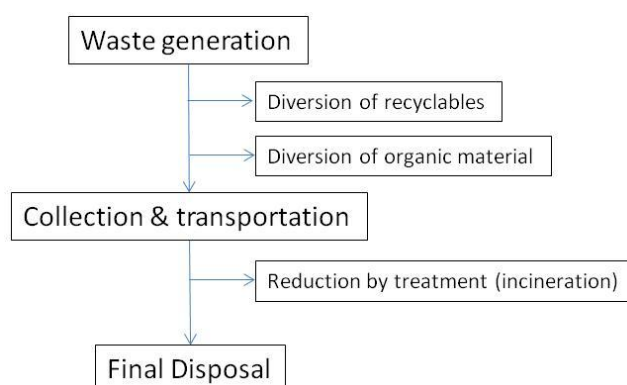 Waste generation
Diversion of recyclables
Diversion of organic material
Collection & transportation
Reduction by treatment (incineration)
Final Disposal